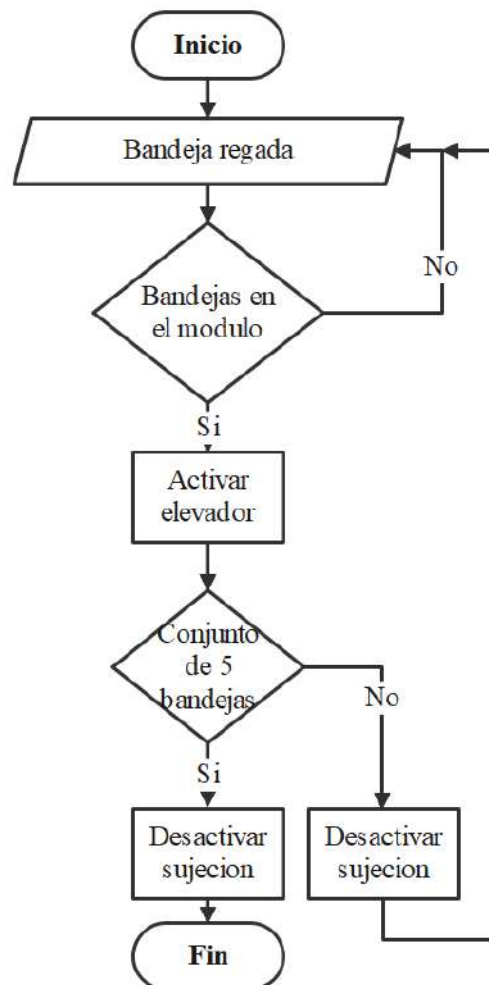 Inicio
Bandeja regada
No
Bandejas en
el modulo
Si
Activar
elevador
Conjunto
de 5
bandejas
No
Si
Desactivar
sujecion
Desactivar
sujecion
Fin